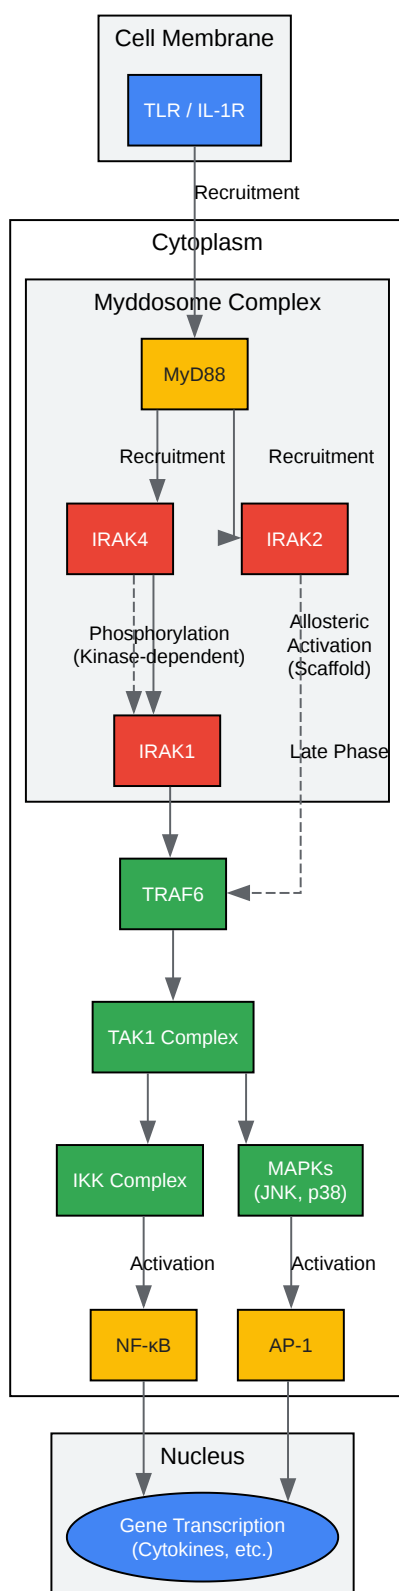 Cell Membrane
TLR / IL-1R
Recruitment
Cytoplasm
Myddosome Complex
MyD88
Recruitment
Recruitment
IRAK4
IRAK2
Phosphorylation
(Kinase-dependent)
Allosteric
Activation
(Scaffold)
IRAK1
Late Phase
TRAF6
TAK1 Complex
IKK Complex
MAPKs
(JNK, p38)
Activation
Activation
NF-κB
AP-1
Nucleus
Gene Transcription
(Cytokines, etc.)